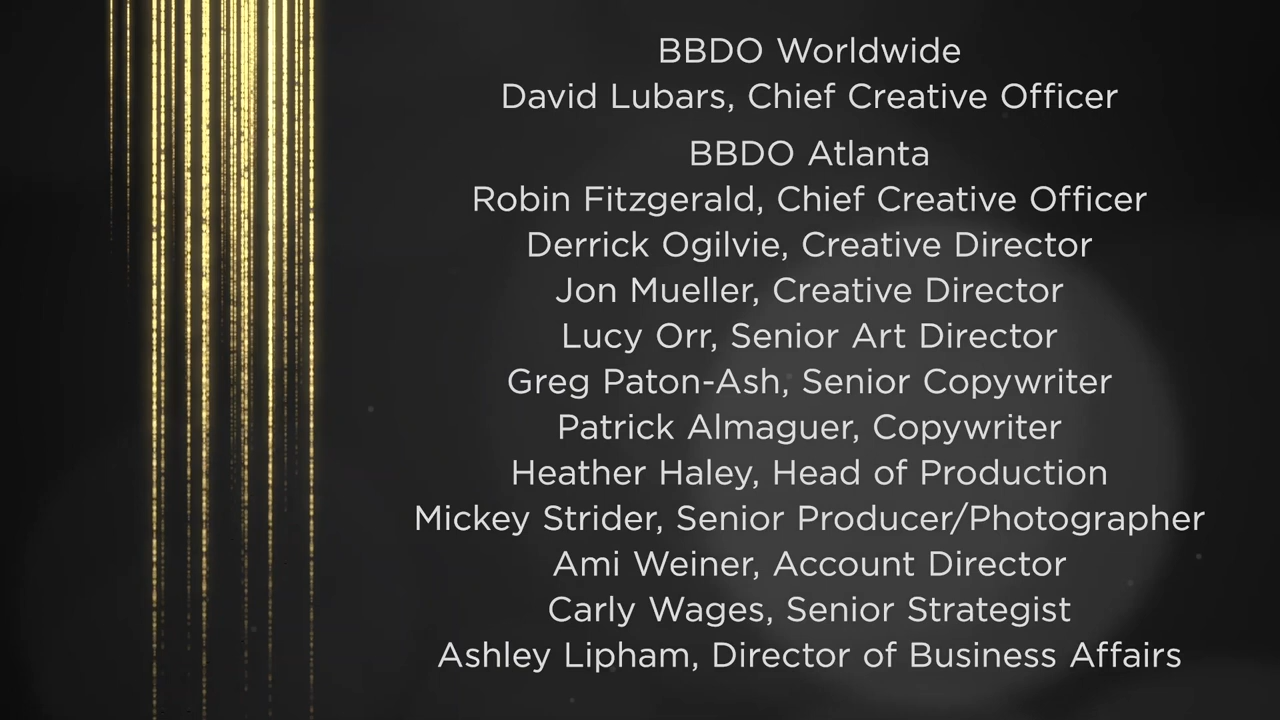 BBDO Worldwide
David Lubars, Chief Creative Officer
BBDO Atlanta
Robin Fitzgerald, Chief Creative Officer
Derrick Ogilvie, Creative Director
Jon Mueller, Creative Director
Lucy Orr, Senior Art Director
Greg Paton-Ash, Senior Copywriter
Patrick Almaguer, Copywriter
Heather Haley, Head of Production
Mickey Strider, Senior Producer/Photographer
Ami Weiner, Account Director
Carly Wages, Senior Strategist
Ashley Lipham, Director of Business Affairs